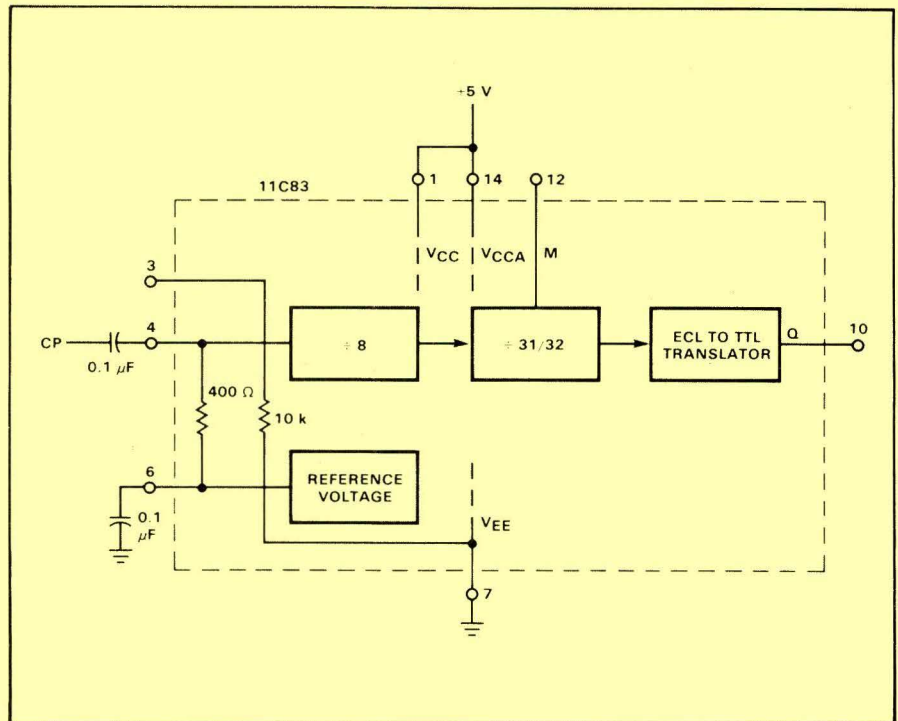 +5 V
11C83
1
14
12
VCC
VCCA
M
3
4
CP
0.1 µF
÷ 8
÷ 31/32
ECL TO TTL
TRANSLATOR
Q
10
400 Ω
10 k
6
REFERENCE
VOLTAGE
0.1
µF
VEE
7